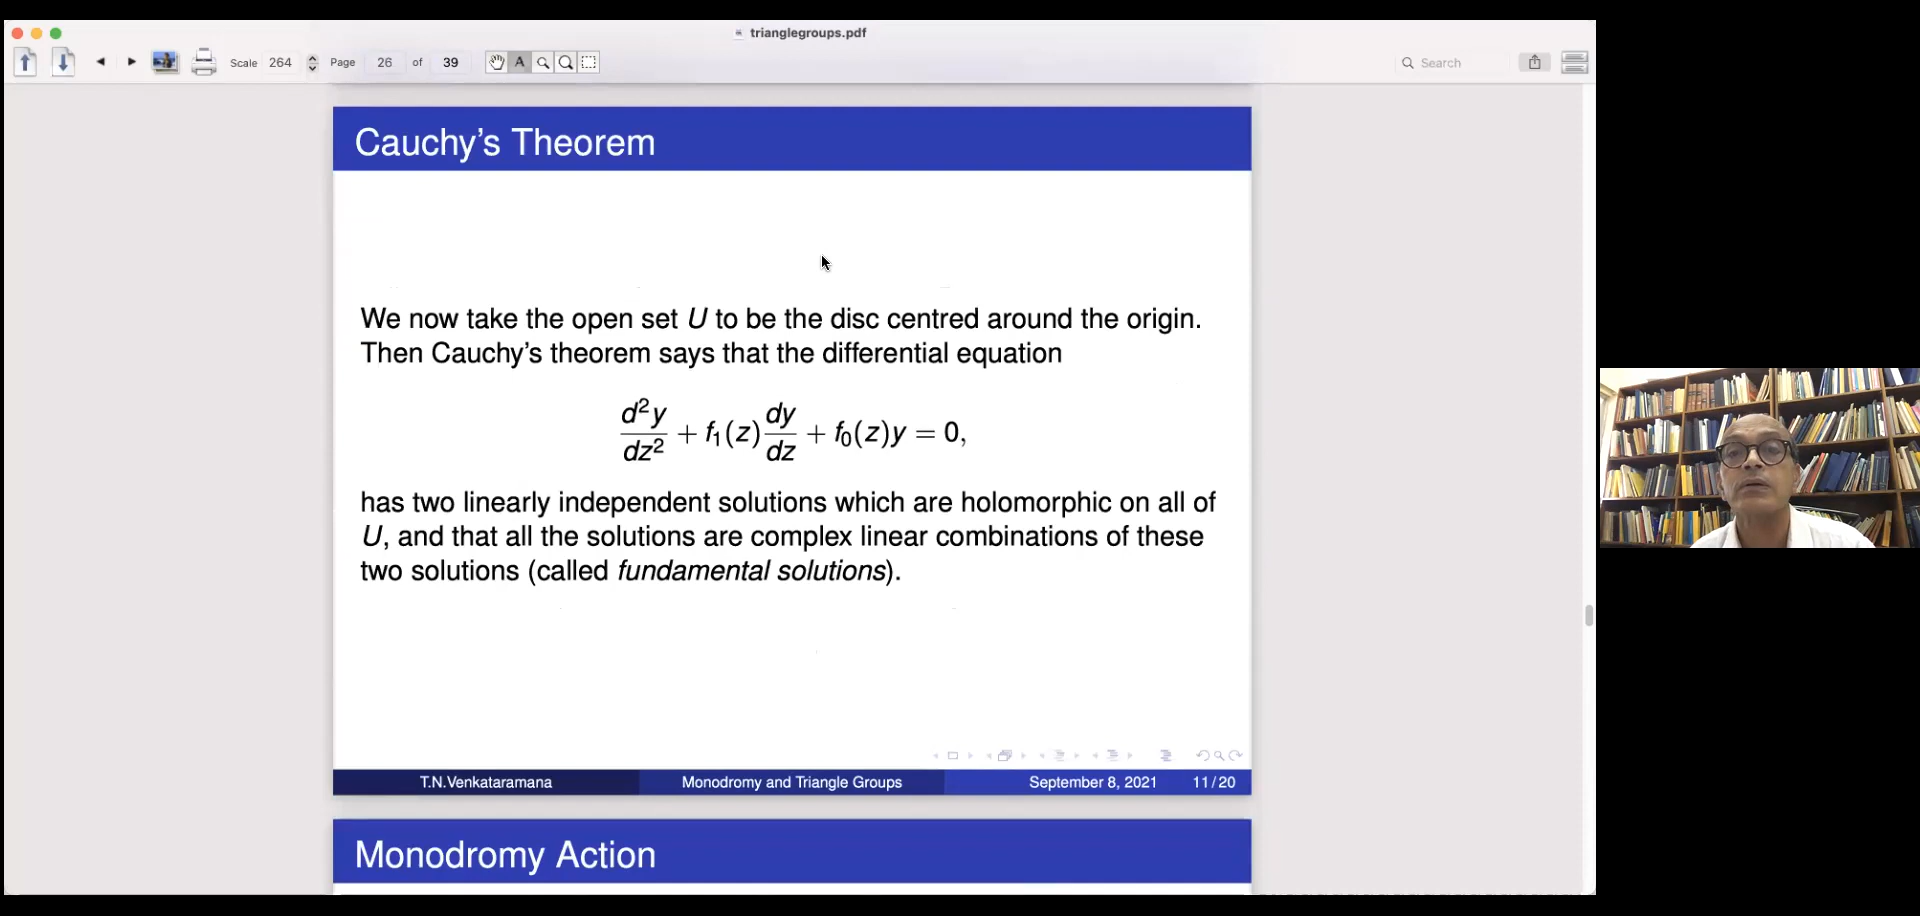 trianglegroups.pdf
Scale 264 Page 26 of 39 A Search
Cauchy's Theorem
We now take the open set U to be the disc centred around the origin.
Then Cauchy's theorem says that the differential equation
d²y/dz² + f₁(z) dy/dz + f₀(z)y = 0,
has two linearly independent solutions which are holomorphic on all of
U, and that all the solutions are complex linear combinations of these
two solutions (called fundamental solutions).
T.N.Venkataramana Monodromy and Triangle Groups September 8, 2021 11/20
Monodromy Action